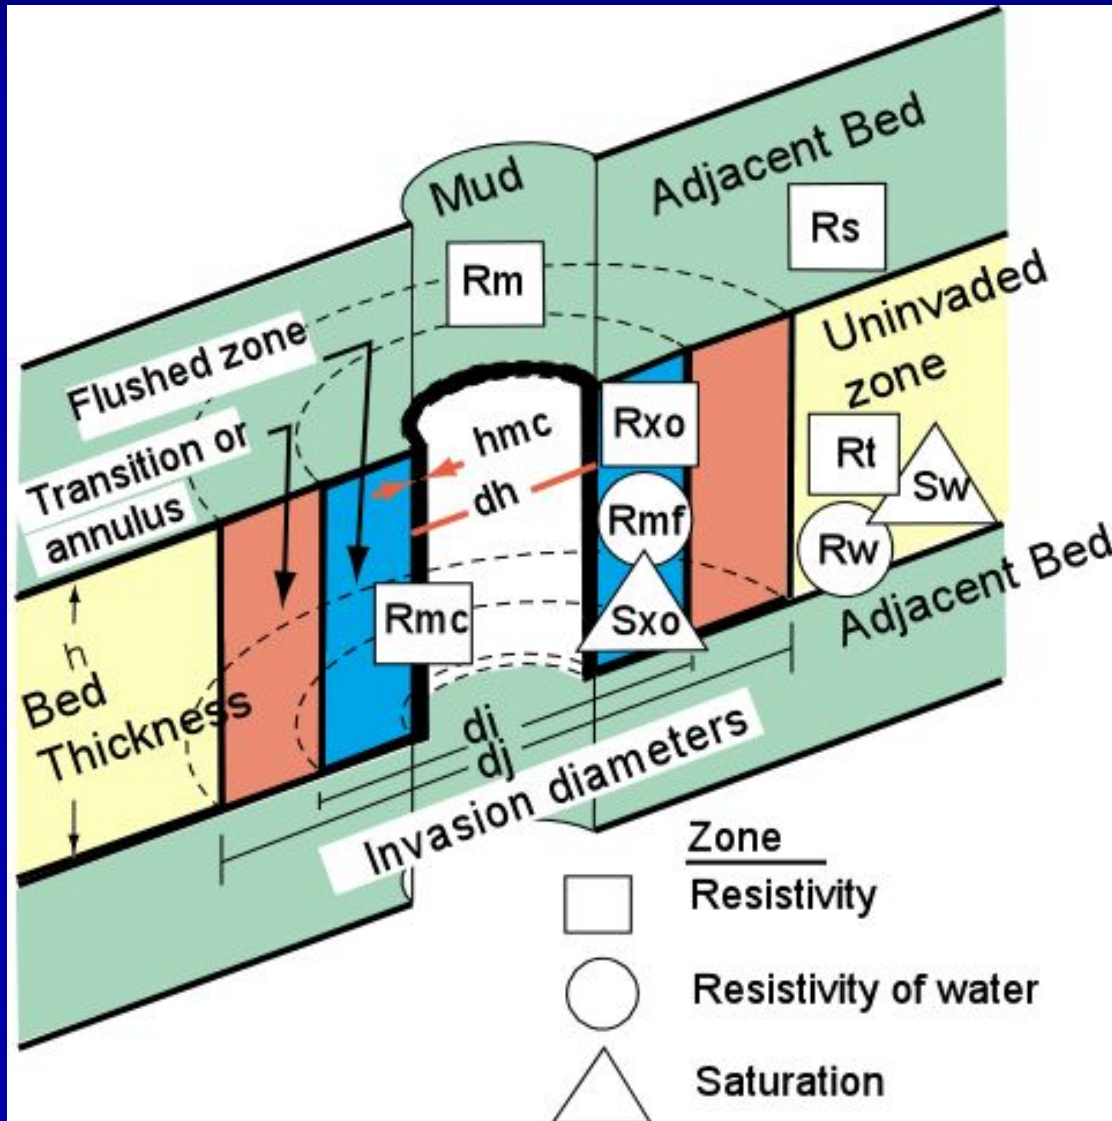 Mud
Adjacent Bed
Rs
Rm
Uninvaded
zone
Flushed zone
Transition or
annulus
hmc
dh
Rxo
Rmf
Sxo
Rt
Sw
Rw
Rmc
Adjacent Bed
h
Bed
Thickness
di
dj
Invasion diameters
Zone
Resistivity
Resistivity of water
Saturation